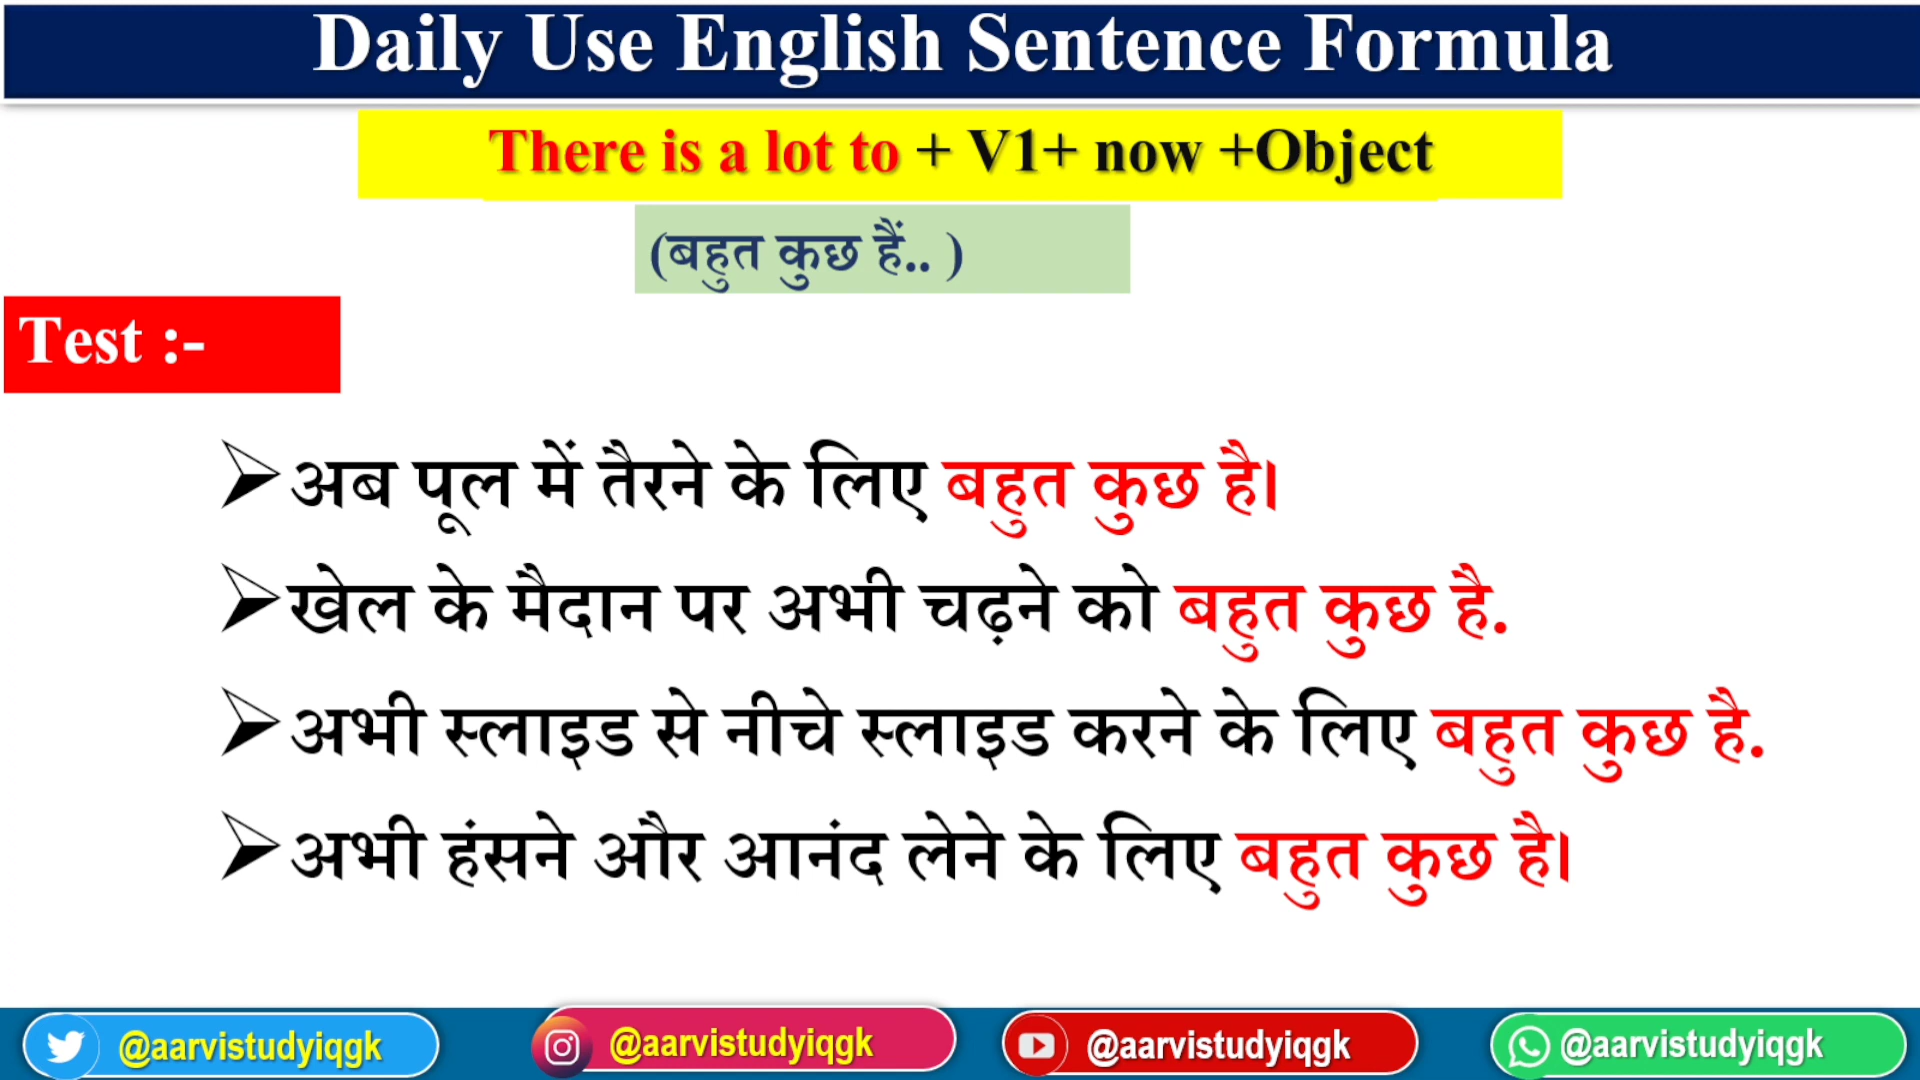 Daily Use English Sentence Formula
There is a lot to + V1+ now +Object
(बहुत कुछ हैं.. )
Test :-
अब पूल में तैरने के लिए बहुत कुछ है।
खेल के मैदान पर अभी चढ़ने को बहुत कुछ है.
अभी स्लाइड से नीचे स्लाइड करने के लिए बहुत कुछ है.
अभी हंसने और आनंद लेने के लिए बहुत कुछ है।
@aarvistudyiqgk @aarvistudyiqgk @aarvistudyiqgk @aarvistudyiqgk